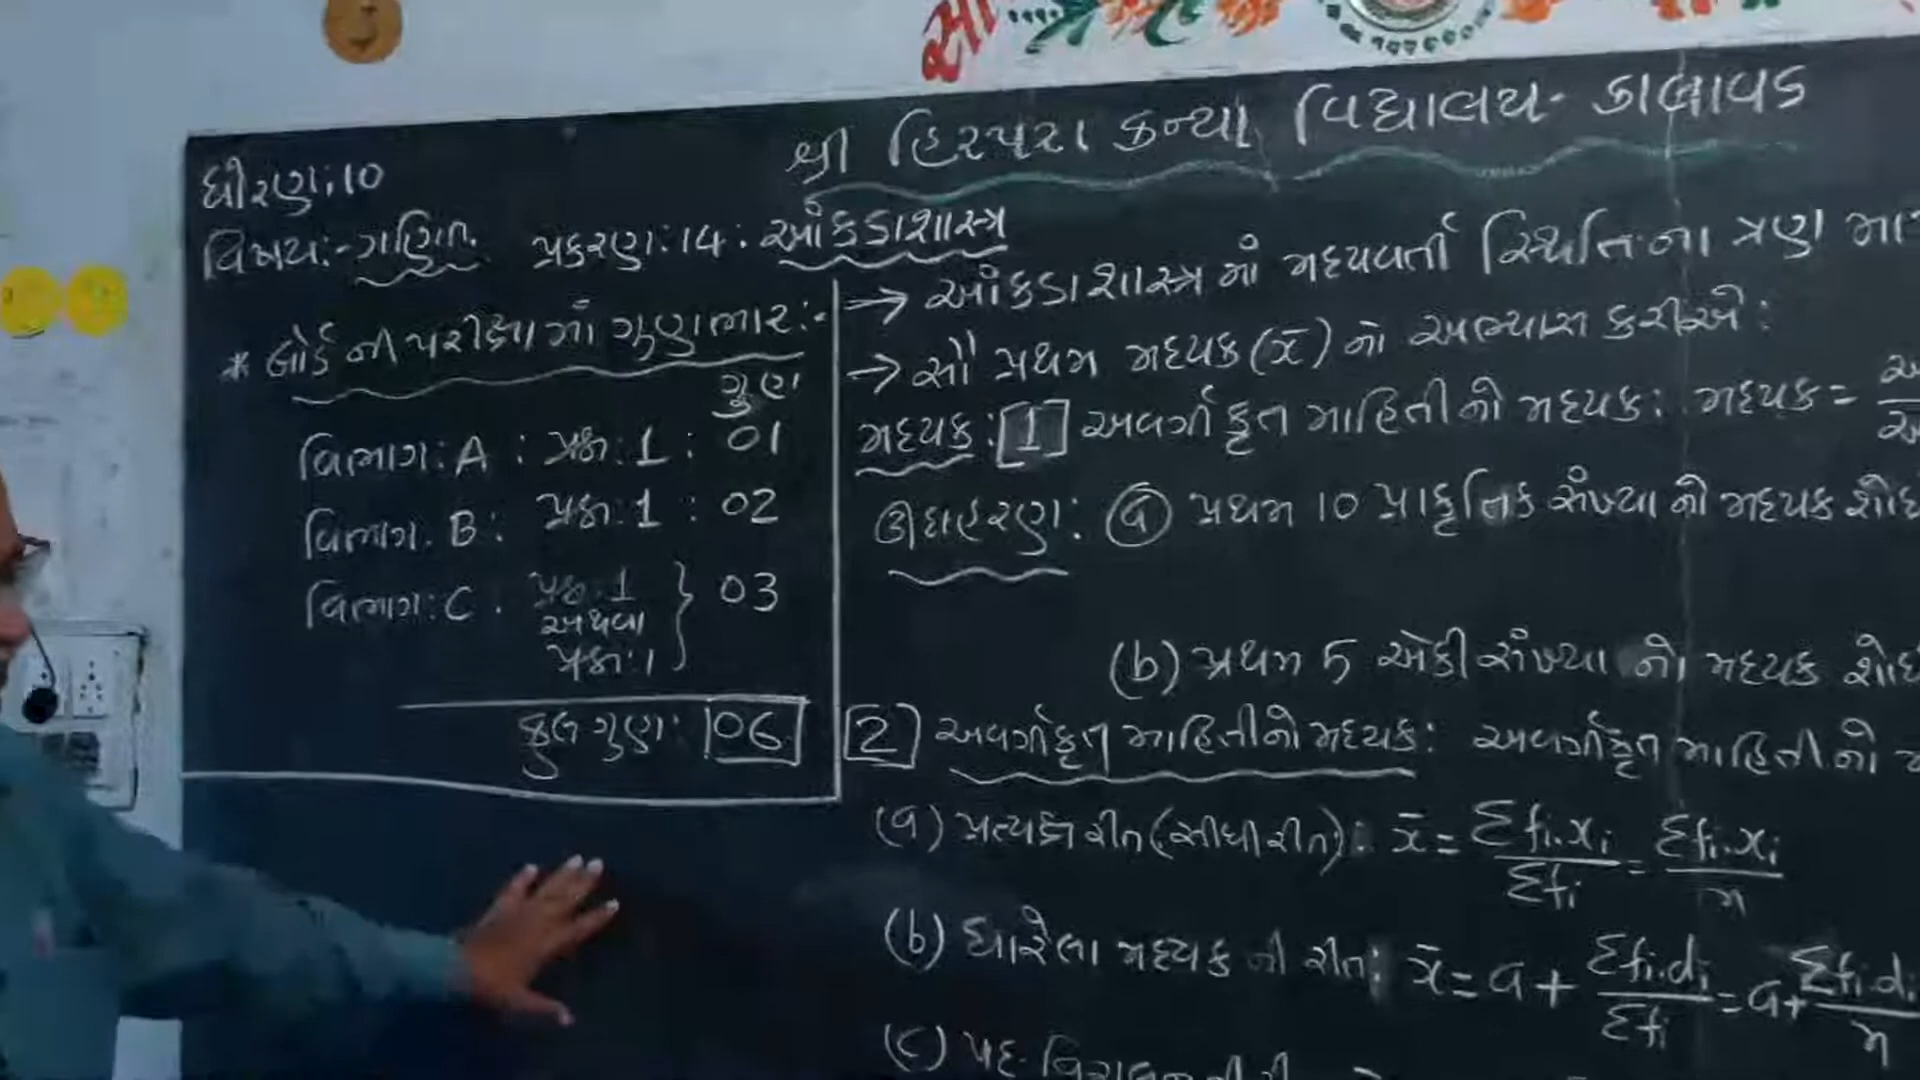 શ્રી હિરપરા કન્યા વિદ્યાલય- કાલાવડ
ધોરણ:10
વિષય:-ગણિત. પ્રકરણ:14: આંકડાશાસ્ત્ર
* બોર્ડ ની પરીક્ષા માં ગુણભાર:-
ગુણ
વિભાગ: A : પ્રશ્ન: 1 : 01
વિભાગ. B : પ્રશ્ન: 1 : 02
વિભાગ: C . પ્રશ્ન. 1 } 03
અથવા
પ્રશ્ન: 1
કુલ ગુણ: 06
→ આંકડાશાસ્ત્ર માં મધ્યવર્તી સ્થિતિ ના ત્રણ
→ સૌ પ્રથમ મધ્યક (x̄) નો અભ્યાસ કરીએ:
મધ્યક: [1] અવર્ગીકૃત માહિતીનો મધ્યક: મધ્યક =
ઉદાહરણ: (a) પ્રથમ 10 પ્રાકૃતિક સંખ્યા નો મધ્યક
(b) પ્રથમ 5 એકી સંખ્યા નો મધ્યક
[2] અવર્ગીકૃત માહિતીનો મધ્યક: અવર્ગીકૃત માહિતી નો
(a) પ્રત્યક્ષ રીત (સીધી રીત): x̄ = Σfi.xi / Σfi = Σfi.xi / n
(b) ધારેલા મધ્યક ની રીત: x̄ = a + Σfi.di / Σfi = a + Σfi.di / n
(c) પદ